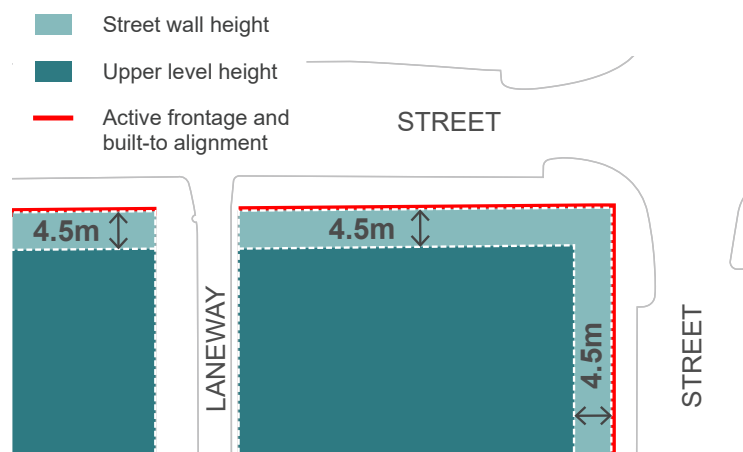 Street wall height
Upper level height
Active frontage and
built-to alignment
STREET
4.5m
4.5m
LANEWAY
4.5m
STREET